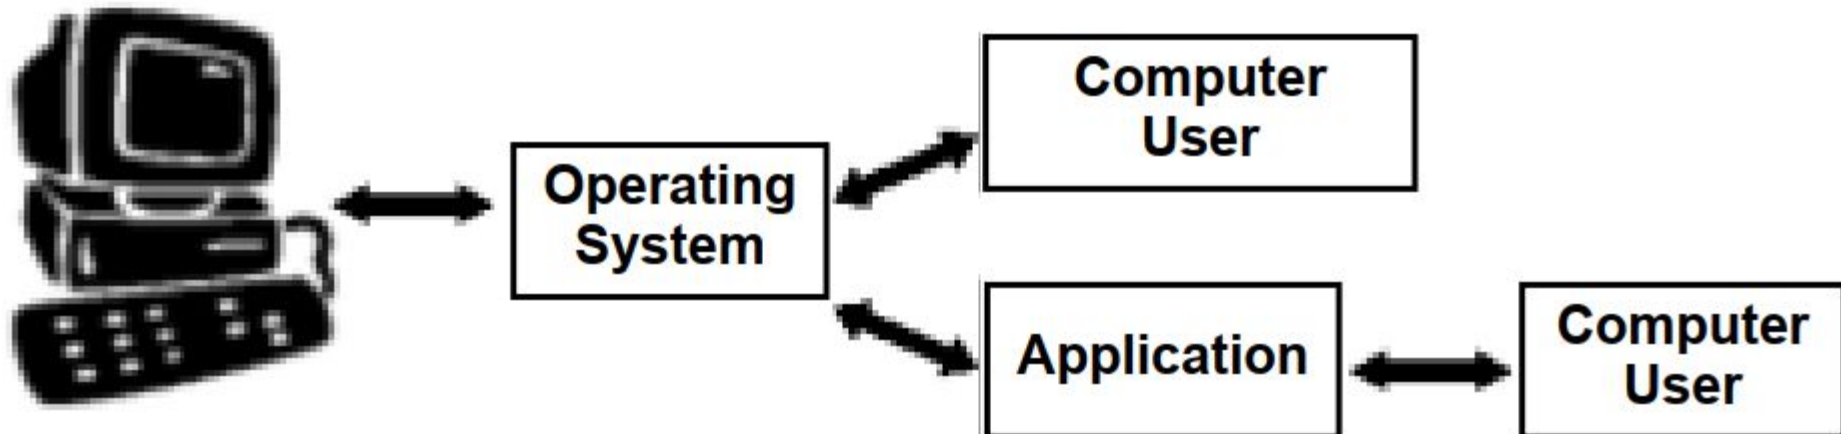 Computer
User
Operating
System
Application
Computer
User